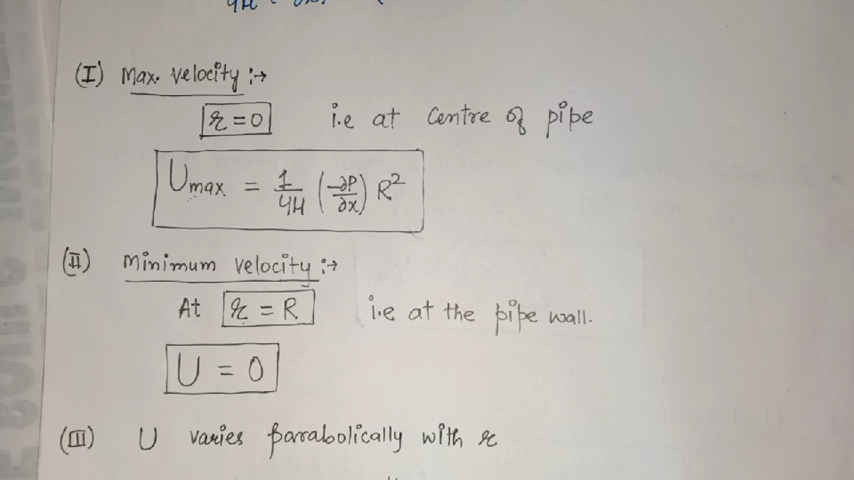 (I) Max. velocity :→
r=0 i.e at Centre of pipe
Umax = 1/4μ (-∂P/∂x) R²
(II) Minimum velocity :→
At r = R i.e at the pipe wall.
U = 0
(III) U varies parabolically with r